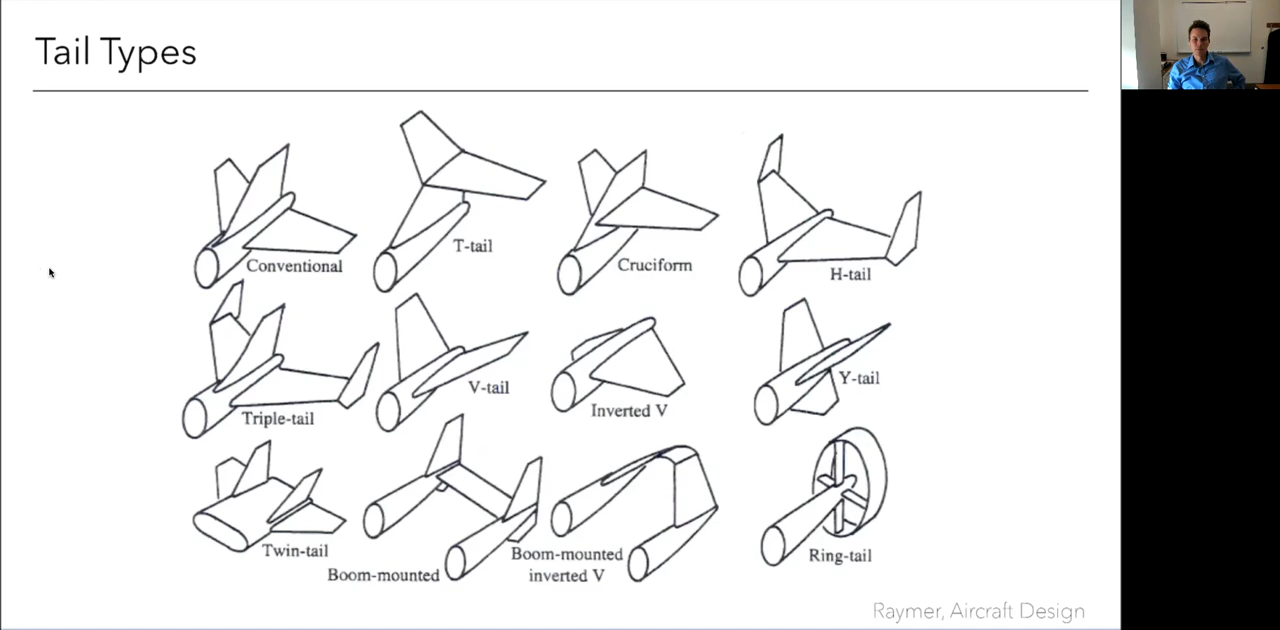 Tail Types
Conventional
T-tail
Cruciform
H-tail
Triple-tail
V-tail
Inverted V
Y-tail
Twin-tail
Boom-mounted
Boom-mounted
inverted V
Ring-tail
Raymer, Aircraft Design